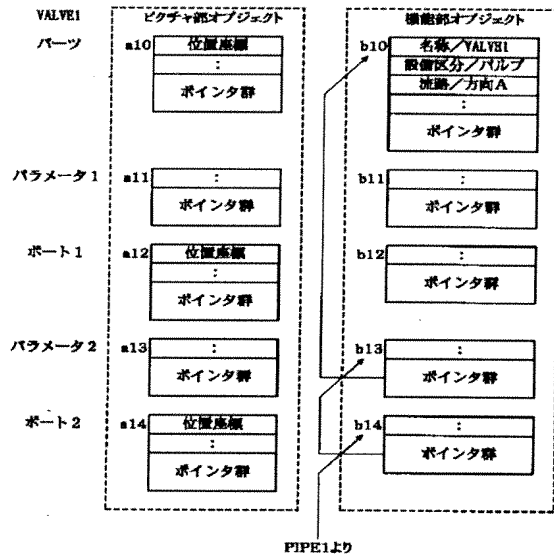 VALVE1 ピクチャ部オブジェクト 機能部オブジェクト
パーツ a10 位置座標 b10 名称/VALVE1
: 設備区分/バルブ
ポインタ群 流路/方向A
:
ポインタ群
パラメータ1 a11 : b11 :
ポインタ群 ポインタ群
ポート1 a12 位置座標 b12 :
: ポインタ群
ポインタ群
パラメータ2 a13 : b13 :
ポインタ群 ポインタ群
ポート2 a14 位置座標 b14 :
: ポインタ群
ポインタ群
PIPE1より